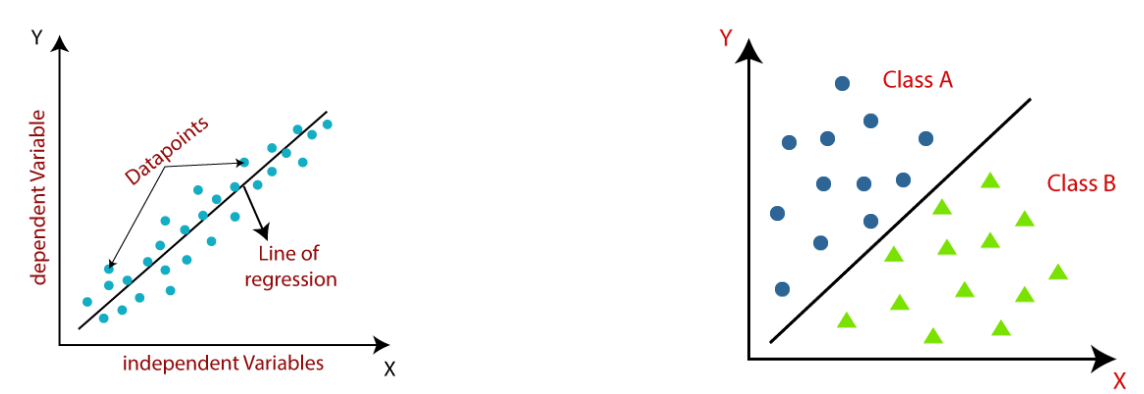 Y
dependent Variable
Datapoints
Line of
regression
independent Variables
X
Y
Class A
Class B
X